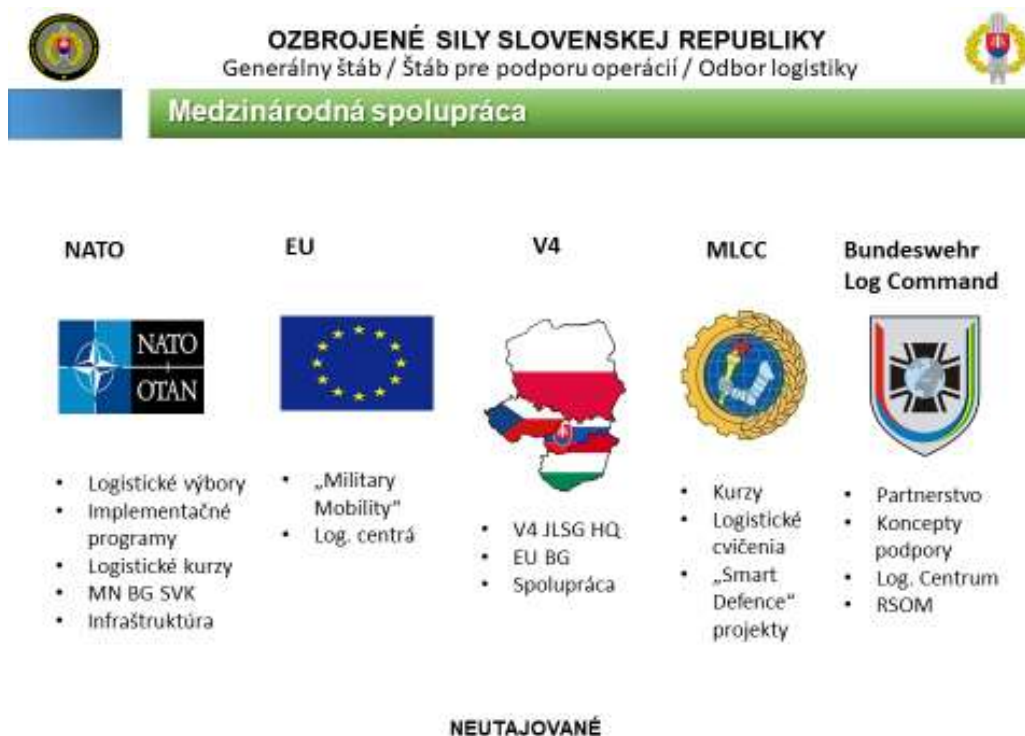 OZBROJENÉ SILY SLOVENSKEJ REPUBLIKY
Generálny štáb / Štáb pre podporu operácií / Odbor logistiky
Medzinárodná spolupráca
NATO
NATO
OTAN
• Logistické výbory
• Implementačné
programy
• Logistické kurzy
• MN BG SVK
• Infraštruktúra
EU
• „Military
Mobility“
• Log. centrá
V4
• V4 JLSG HQ
• EU BG
• Spolupráca
MLCC
• Kurzy
• Logistické
cvičenia
• „Smart
Defence“
projekty
Bundeswehr
Log Command
• Partnerstvo
• Koncepty
podpory
• Log. Centrum
• RSOM
NEUTAJOVANÉ